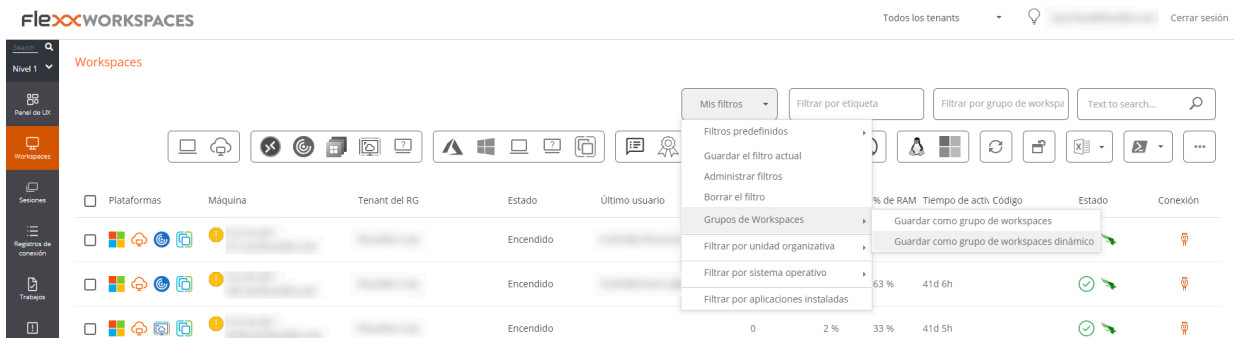 FlexxWORKSPACES
Todos los tenants
Cerrar sesión
Search
Nivel 1
Workspaces
Panel de UX
Mis filtros
Filtrar por etiqueta
Filtrar por grupo de workspa
Text to search...
Workspaces
Filtros predefinidos
Guardar el filtro actual
Administrar filtros
Borrar el filtro
Grupos de Workspaces
Filtrar por unidad organizativa
Filtrar por sistema operativo
Filtrar por aplicaciones instaladas
Guardar como grupo de workspaces
Guardar como grupo de workspaces dinámico
Sesiones
Plataformas
Máquina
Tenant del RG
Estado
Último usuario
% de RAM
Tiempo de activ
Código
Estado
Conexión
Registros de
conexión
Encendido
Trabajos
Encendido
63 %
41d 6h
Encendido
0
2 %
33 %
41d 5h